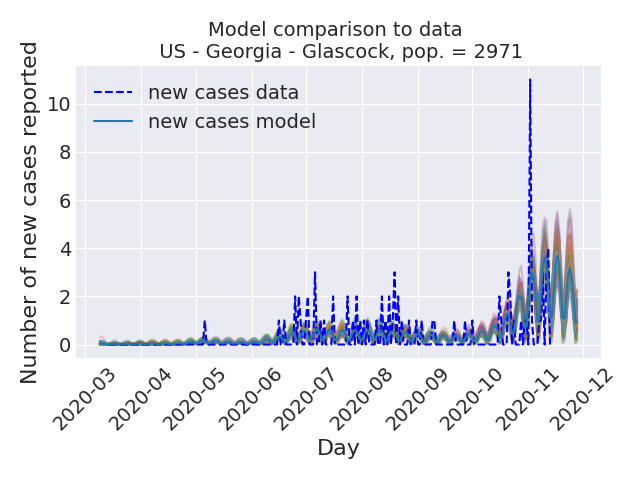 Model comparison to data
US - Georgia - Glascock, pop. = 2971
Number of new cases reported
10
8
6
4
2
0
new cases data
new cases model
2020-03
2020-04
2020-05
2020-06
2020-07
2020-08
2020-09
2020-10
2020-11
2020-12
Day